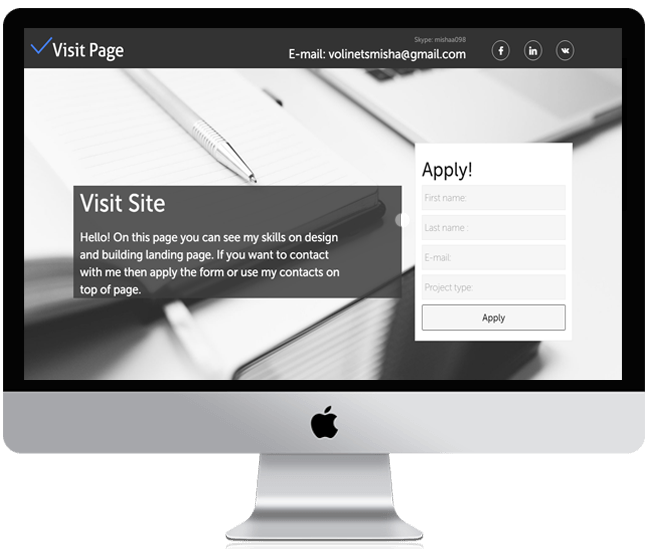 Visit Page
Skype: mishaa098
E-mail: volinetsmisha@gmail.com
Visit Site
Hello! On this page you can see my skills on design
and building landing page. If you want to contact
with me then apply the form or use my contacts on
top of page.
Apply!
First name:
Last name :
E-mail:
Project type:
Apply